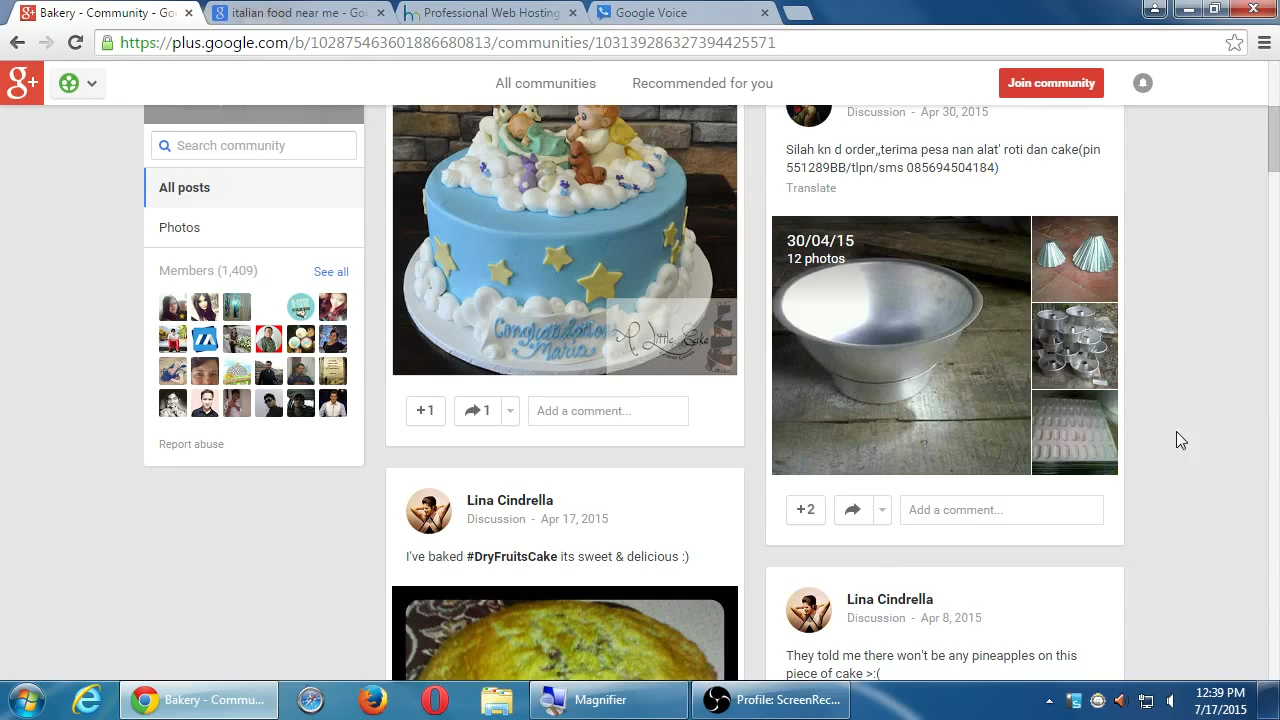 Bakery - Community - Go
italian food near me - Go
Professional Web Hosting
Google Voice
https://plus.google.com/b/102875463601886680813/communities/103139286327394425571
g+
All communities
Recommended for you
Join community
Search community
All posts
Photos
Members (1,409)
See all
Report abuse
Congratulations
Maria
A Little Cake
+1
1
Add a comment...
Lina Cindrella
Discussion - Apr 17, 2015
I've baked #DryFruitsCake its sweet & delicious :)
Discussion - Apr 30, 2015
Silah kn d order,,terima pesa nan alat' roti dan cake(pin
551289BB/tlpn/sms 085694504184)
Translate
30/04/15
12 photos
+2
Add a comment...
Lina Cindrella
Discussion - Apr 8, 2015
They told me there won't be any pineapples on this
piece of cake >:(
Bakery - Commu...
Magnifier
Profile: ScreenRec...
12:39 PM
7/17/2015